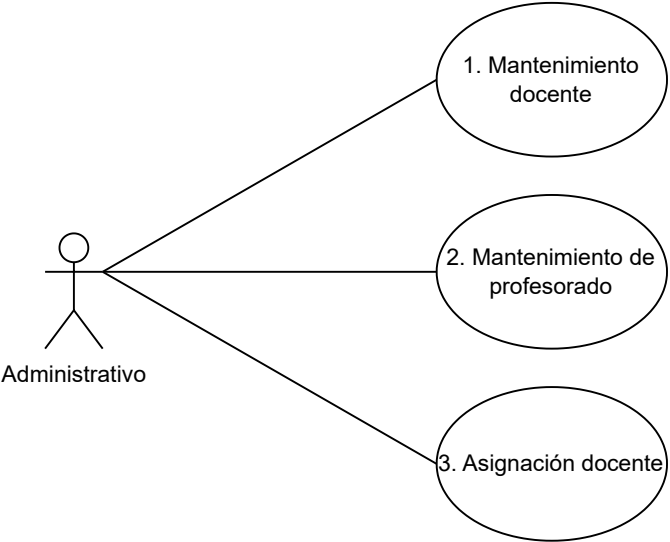 1. Mantenimiento
docente
2. Mantenimiento de
profesorado
Administrativo
3. Asignación docente